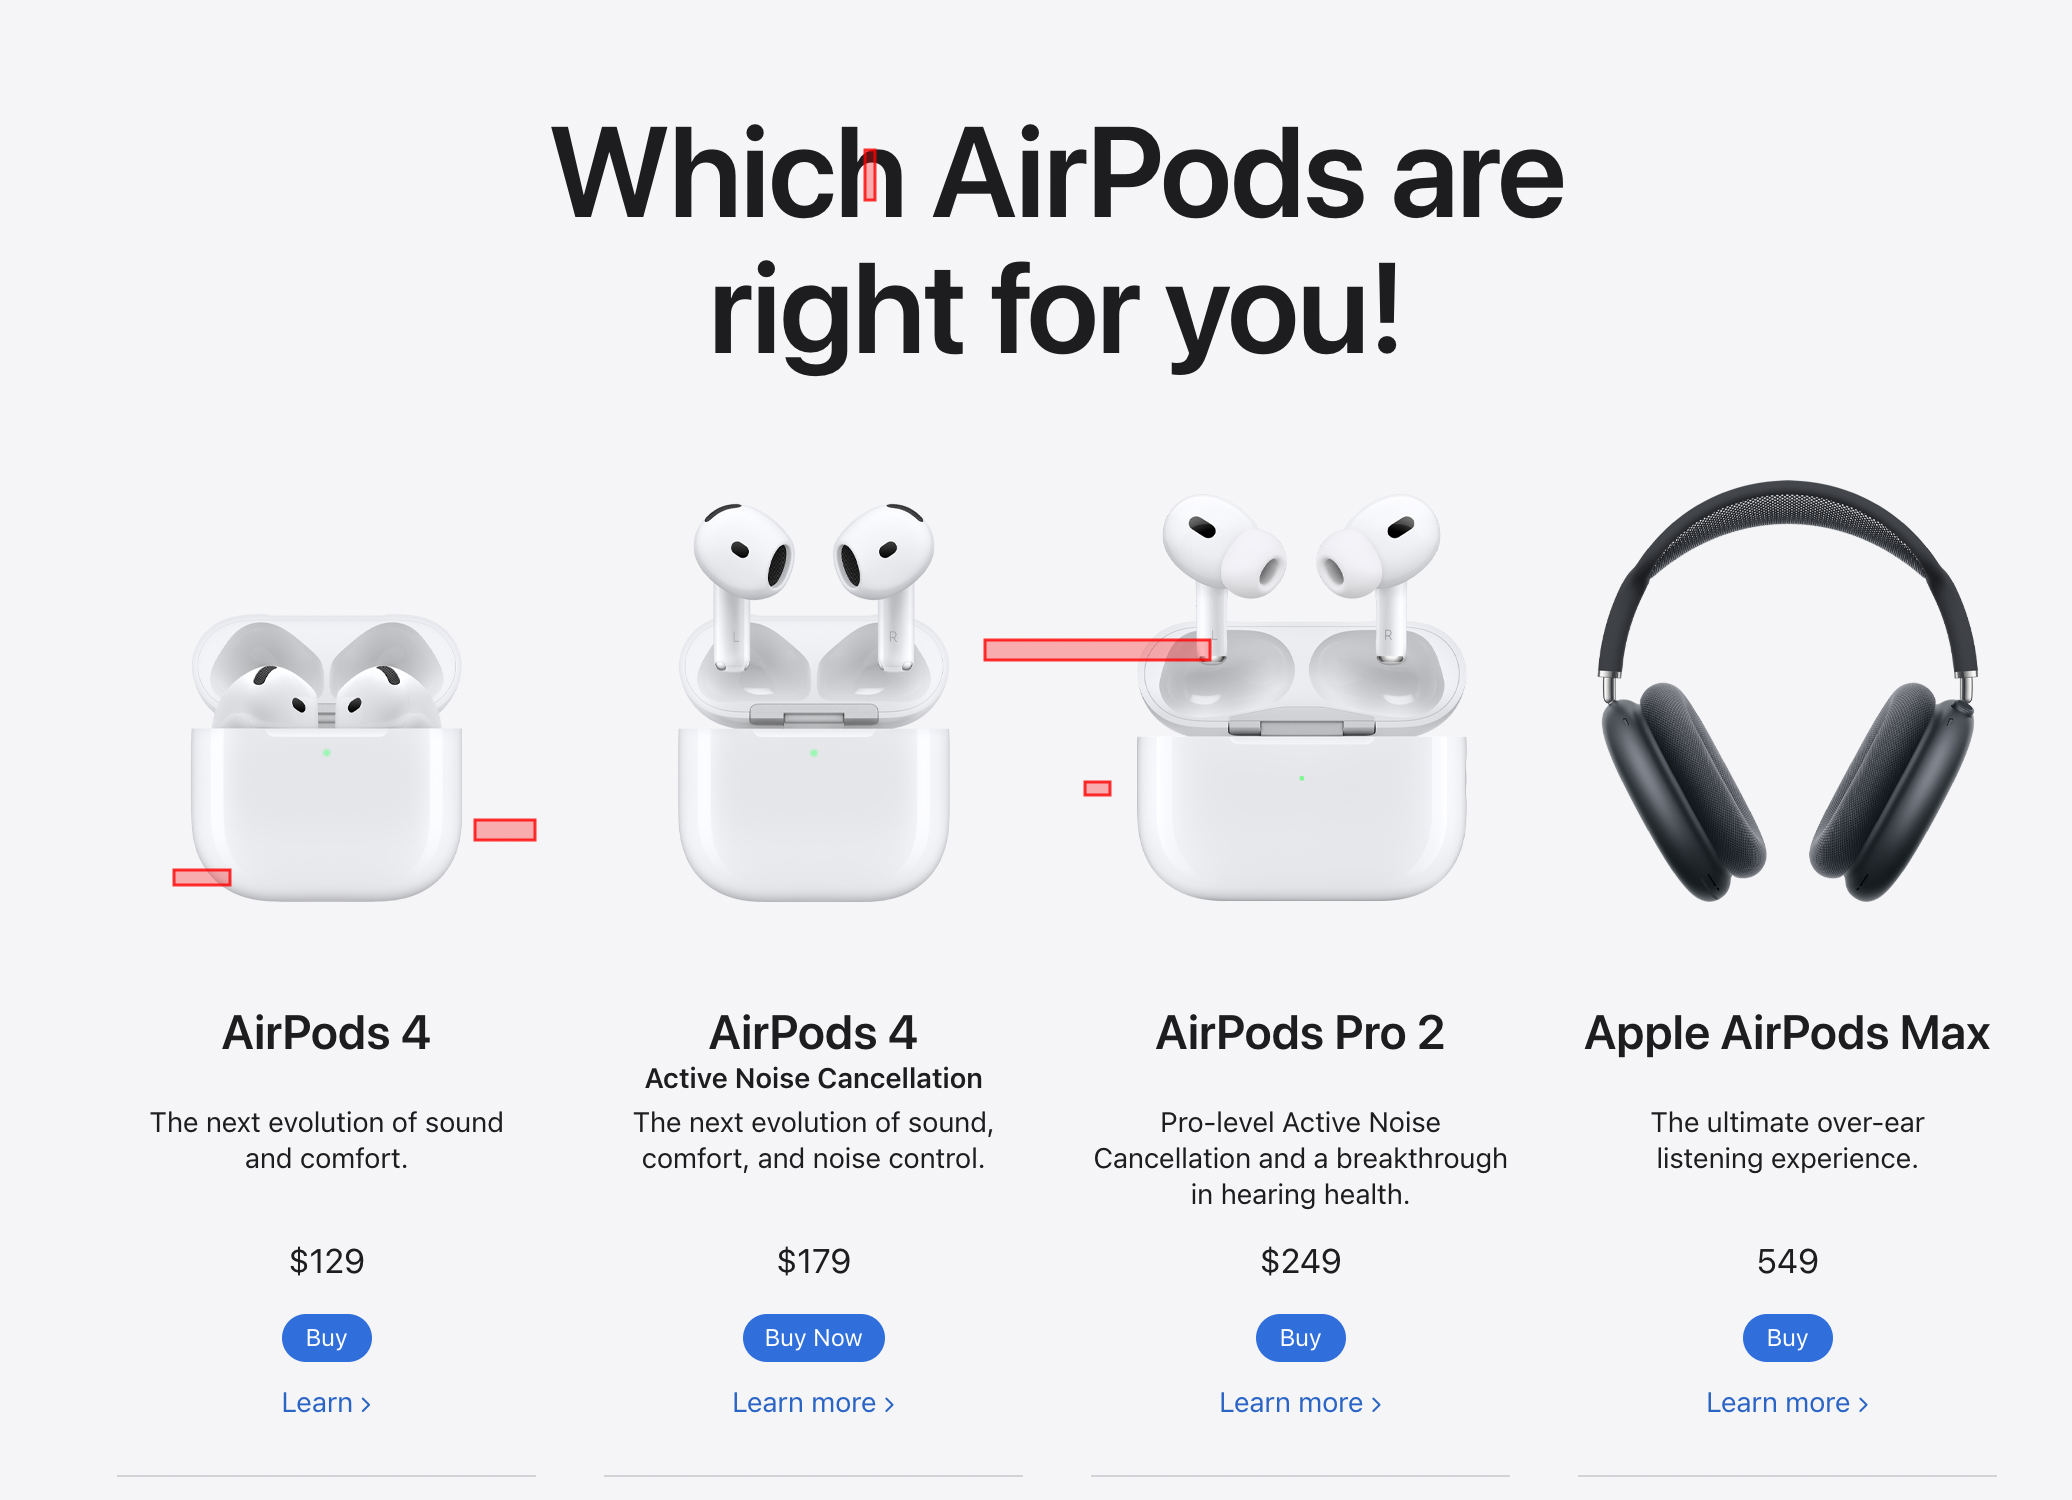 Which AirPods are
right for you!
L R
L R
AirPods 4
The next evolution of sound
and comfort.
$129
Buy
Learn >
AirPods 4
Active Noise Cancellation
The next evolution of sound,
comfort, and noise control.
$179
Buy Now
Learn more >
AirPods Pro 2
Pro-level Active Noise
Cancellation and a breakthrough
in hearing health.
$249
Buy
Learn more >
Apple AirPods Max
The ultimate over-ear
listening experience.
549
Buy
Learn more >